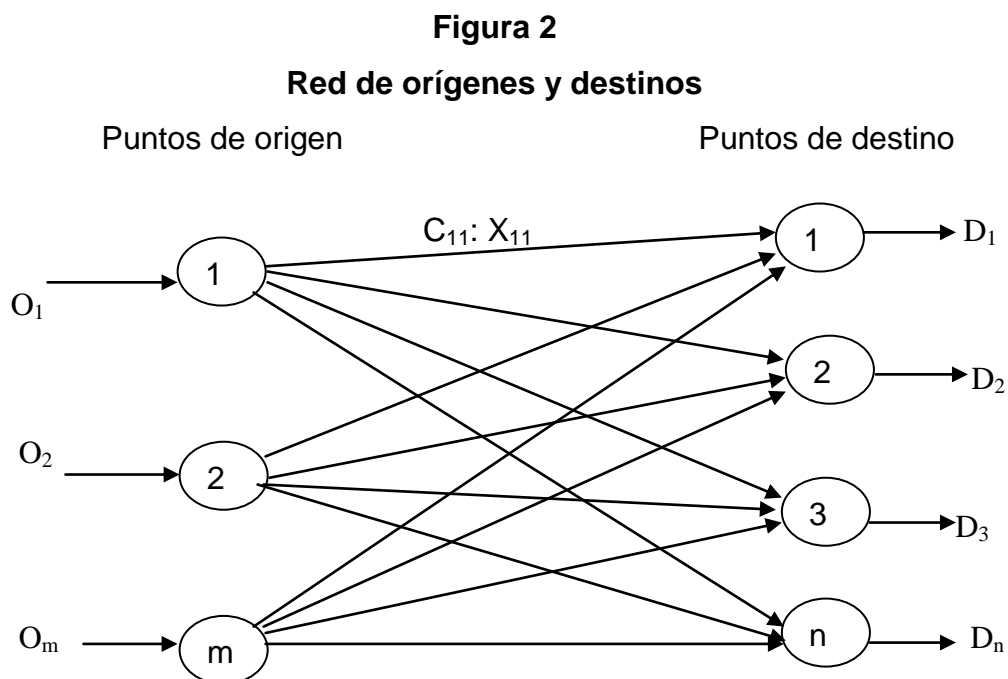 Figura 2
Red de orígenes y destinos
Puntos de origen Puntos de destino
C₁₁: X₁₁
1 D₁
O₁ 1
2 D₂
O₂ 2
3 D₃
Oₘ m n Dₙ